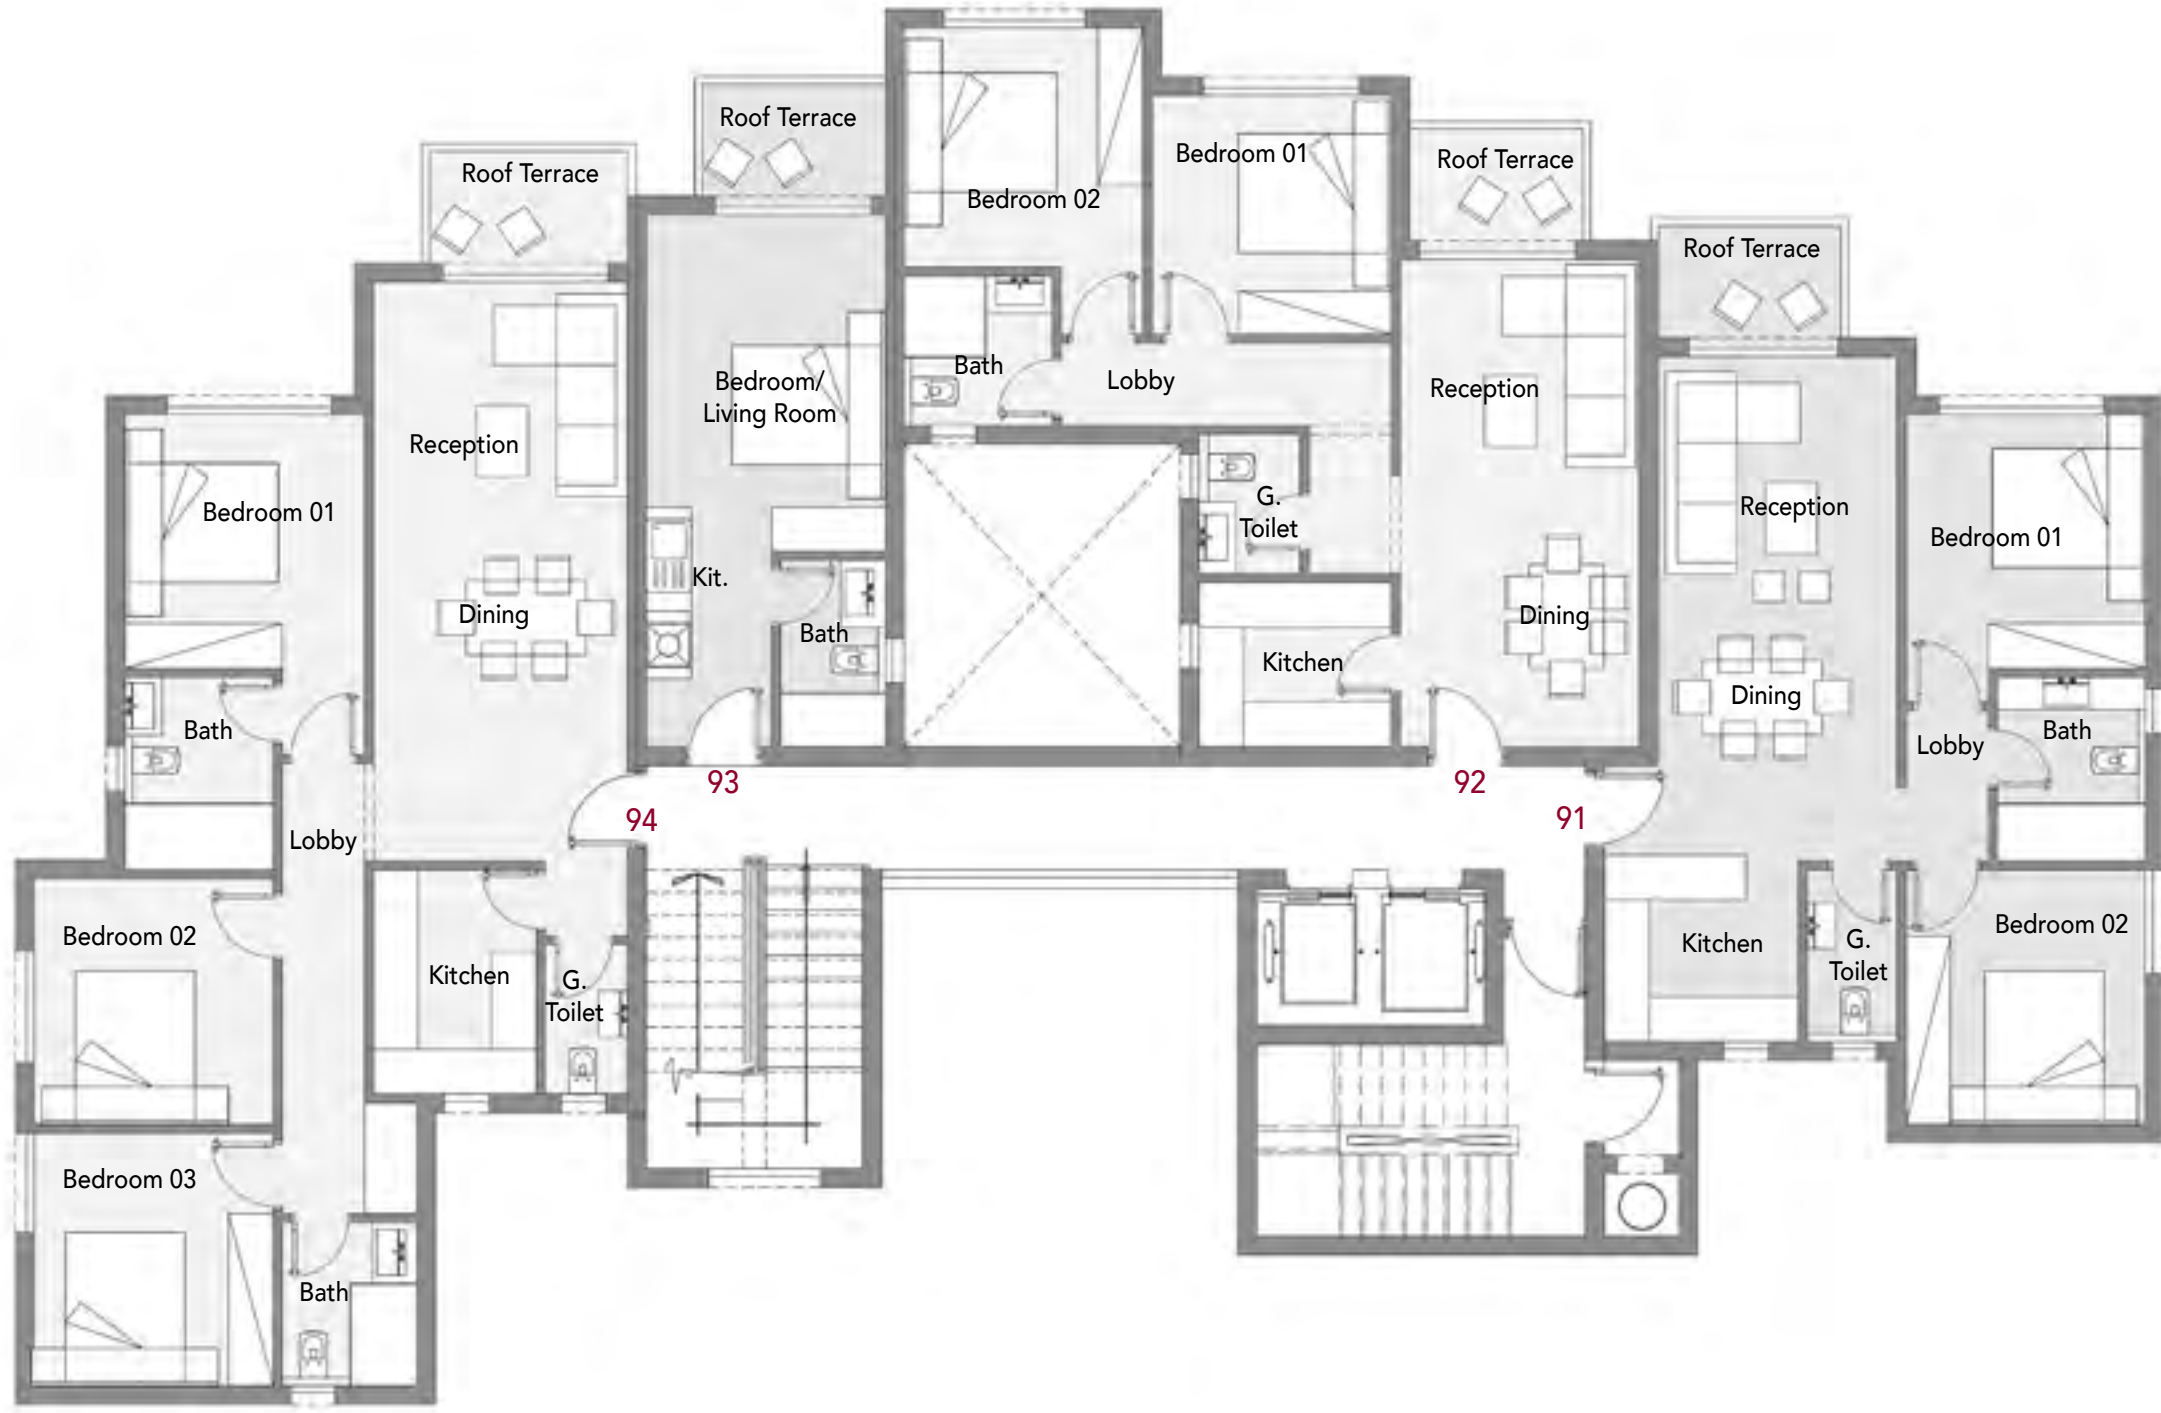 Roof Terrace
Roof Terrace
Roof Terrace
Roof Terrace
Bedroom 02
Bedroom 01
Bath
Lobby
Bedroom/
Living Room
Reception
Reception
Bedroom 01
Reception
Bedroom 01
G.
Toilet
Kit.
Dining
Bath
Kitchen
Dining
Dining
Bath
Lobby
Bath
93
92
94
91
Lobby
Bedroom 02
Kitchen
G.
Toilet
Kitchen
G.
Toilet
Bedroom 02
Bedroom 03
Bath